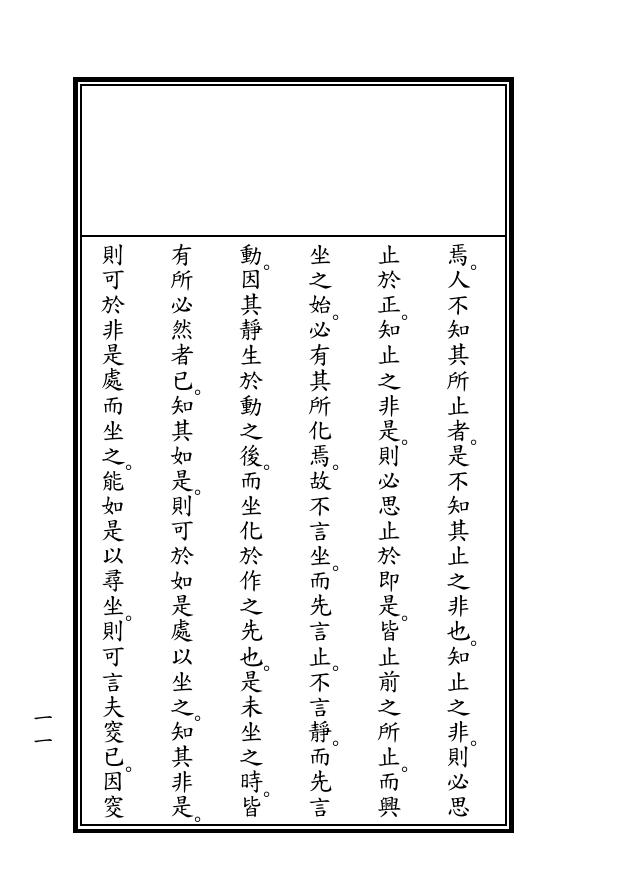 焉。人不知其所止者。是不知其止之非也。知止之非。則必思
止於正。知止之非是。則必思止於即是。皆止前之所止。而興
坐之始。必有其所化焉。故不言坐。而先言止。不言靜。而先言
動。因其靜生於動之後。而坐化於作之先也。是未坐之時。皆
有所必然者已。知其如是。則可於如是處以坐之。知其非是。
則可於非是處而坐之。能如是以尋坐。則可言夫窔已。因窔
一一